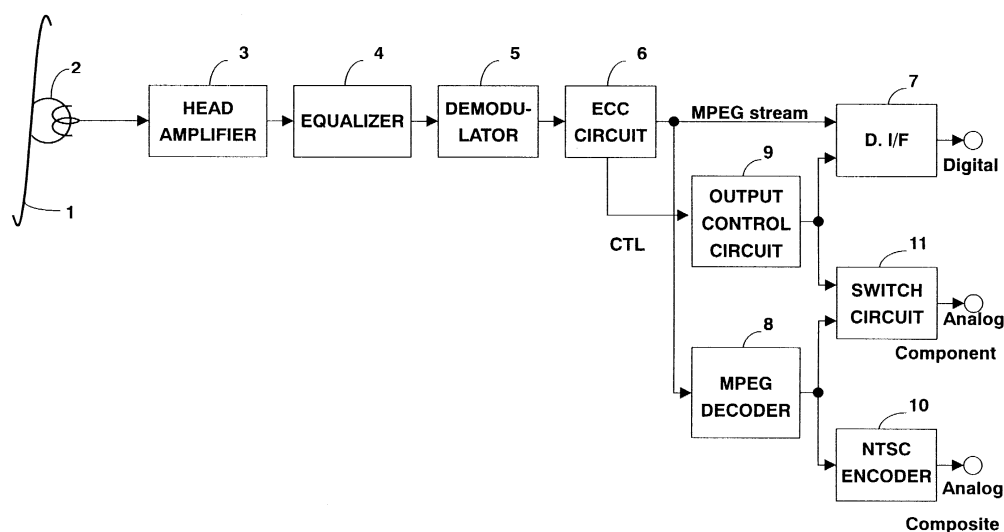 1
2
3
HEAD
AMPLIFIER
4
EQUALIZER
5
DEMODU-
LATOR
6
ECC
CIRCUIT
MPEG stream
CTL
7
D. I/F
Digital
9
OUTPUT
CONTROL
CIRCUIT
11
SWITCH
CIRCUIT
Analog
Component
8
MPEG
DECODER
10
NTSC
ENCODER
Analog
Composite